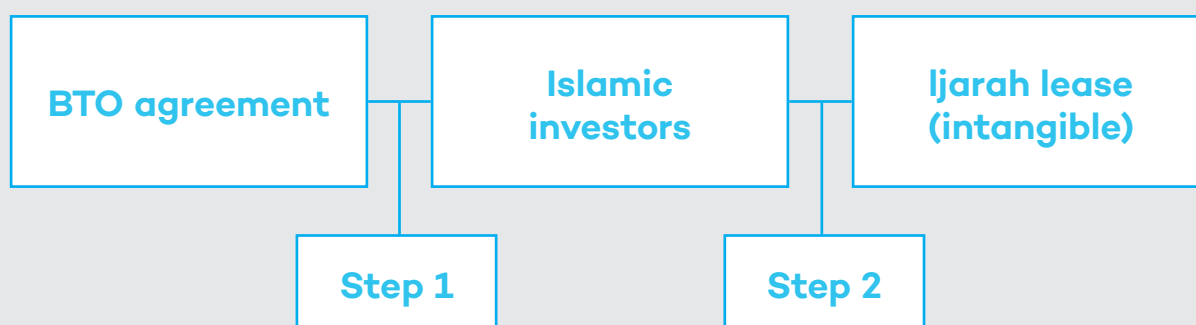 BTO agreement
Islamic
investors
Ijarah lease
(intangible)
Step 1
Step 2